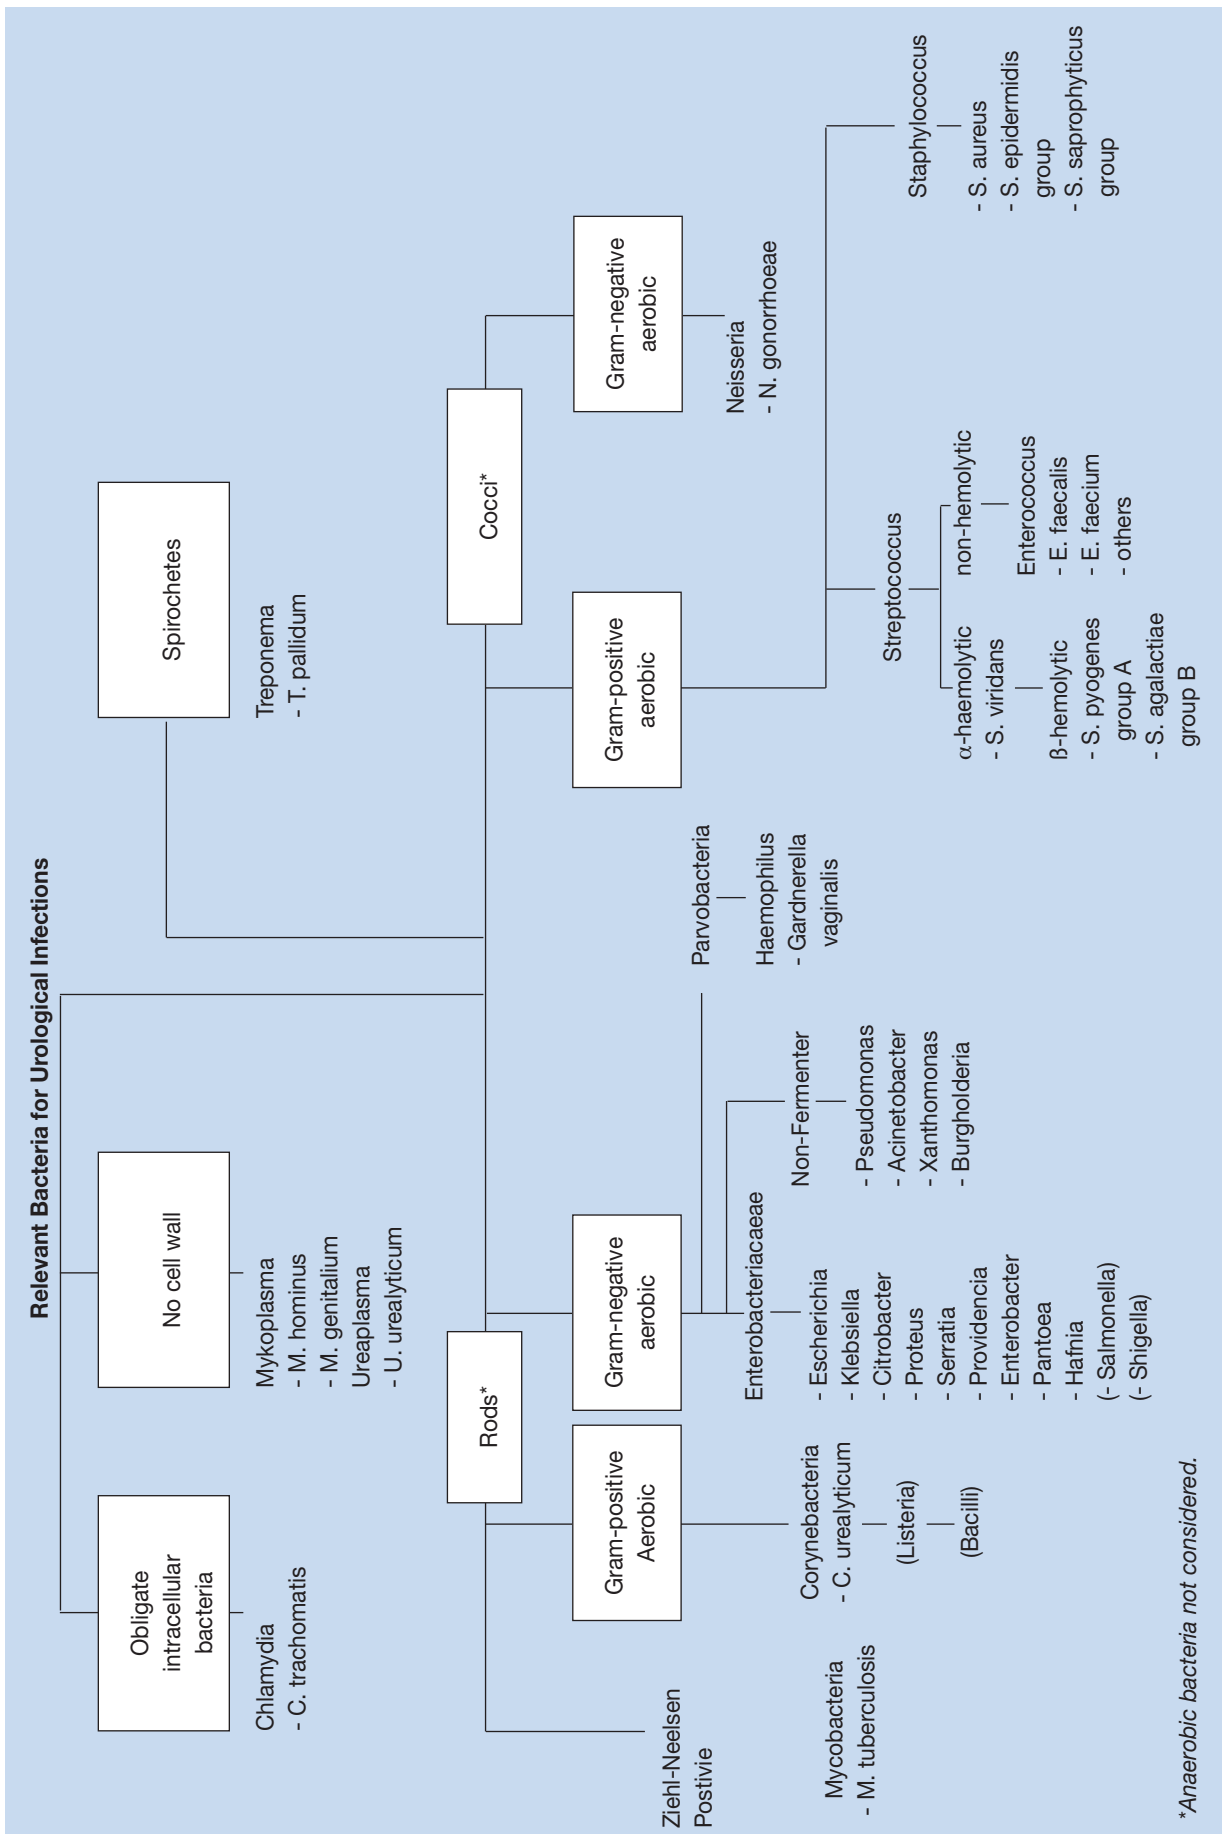 Relevant Bacteria for Urological Infections
Obligate
intracellular
bacteria
Chlamydia
- C. trachomatis
No cell wall
Mykoplasma
- M. hominus
- M. genitalium
Ureaplasma
- U. urealyticum
Spirochetes
Treponema
- T. pallidum
Rods*
Cocci*
Ziehl-Neelsen
Postivie
Mycobacteria
- M. tuberculosis
Gram-positive
Aerobic
Corynebacteria
- C. urealyticum
(Listeria)
(Bacilli)
Gram-negative
aerobic
Enterobacteriacaeae
- Escherichia
- Klebsiella
- Citrobacter
- Proteus
- Serratia
- Providencia
- Enterobacter
- Pantoea
- Hafnia
(- Salmonella)
(- Shigella)
Non-Fermenter
- Pseudomonas
- Acinetobacter
- Xanthomonas
- Burgholderia
Parvobacteria
Haemophilus
- Gardnerella
vaginalis
Gram-positive
aerobic
Streptococcus
α-haemolytic
- S. viridans
ß-hemolytic
- S. pyogenes
group A
- S. agalactiae
group B
non-hemolytic
Enterococcus
- E. faecalis
- E. faecium
- others
Staphylococcus
- S. aureus
- S. epidermidis
group
- S. saprophyticus
group
Gram-negative
aerobic
Neisseria
- N. gonorrhoeae
*Anaerobic bacteria not considered.